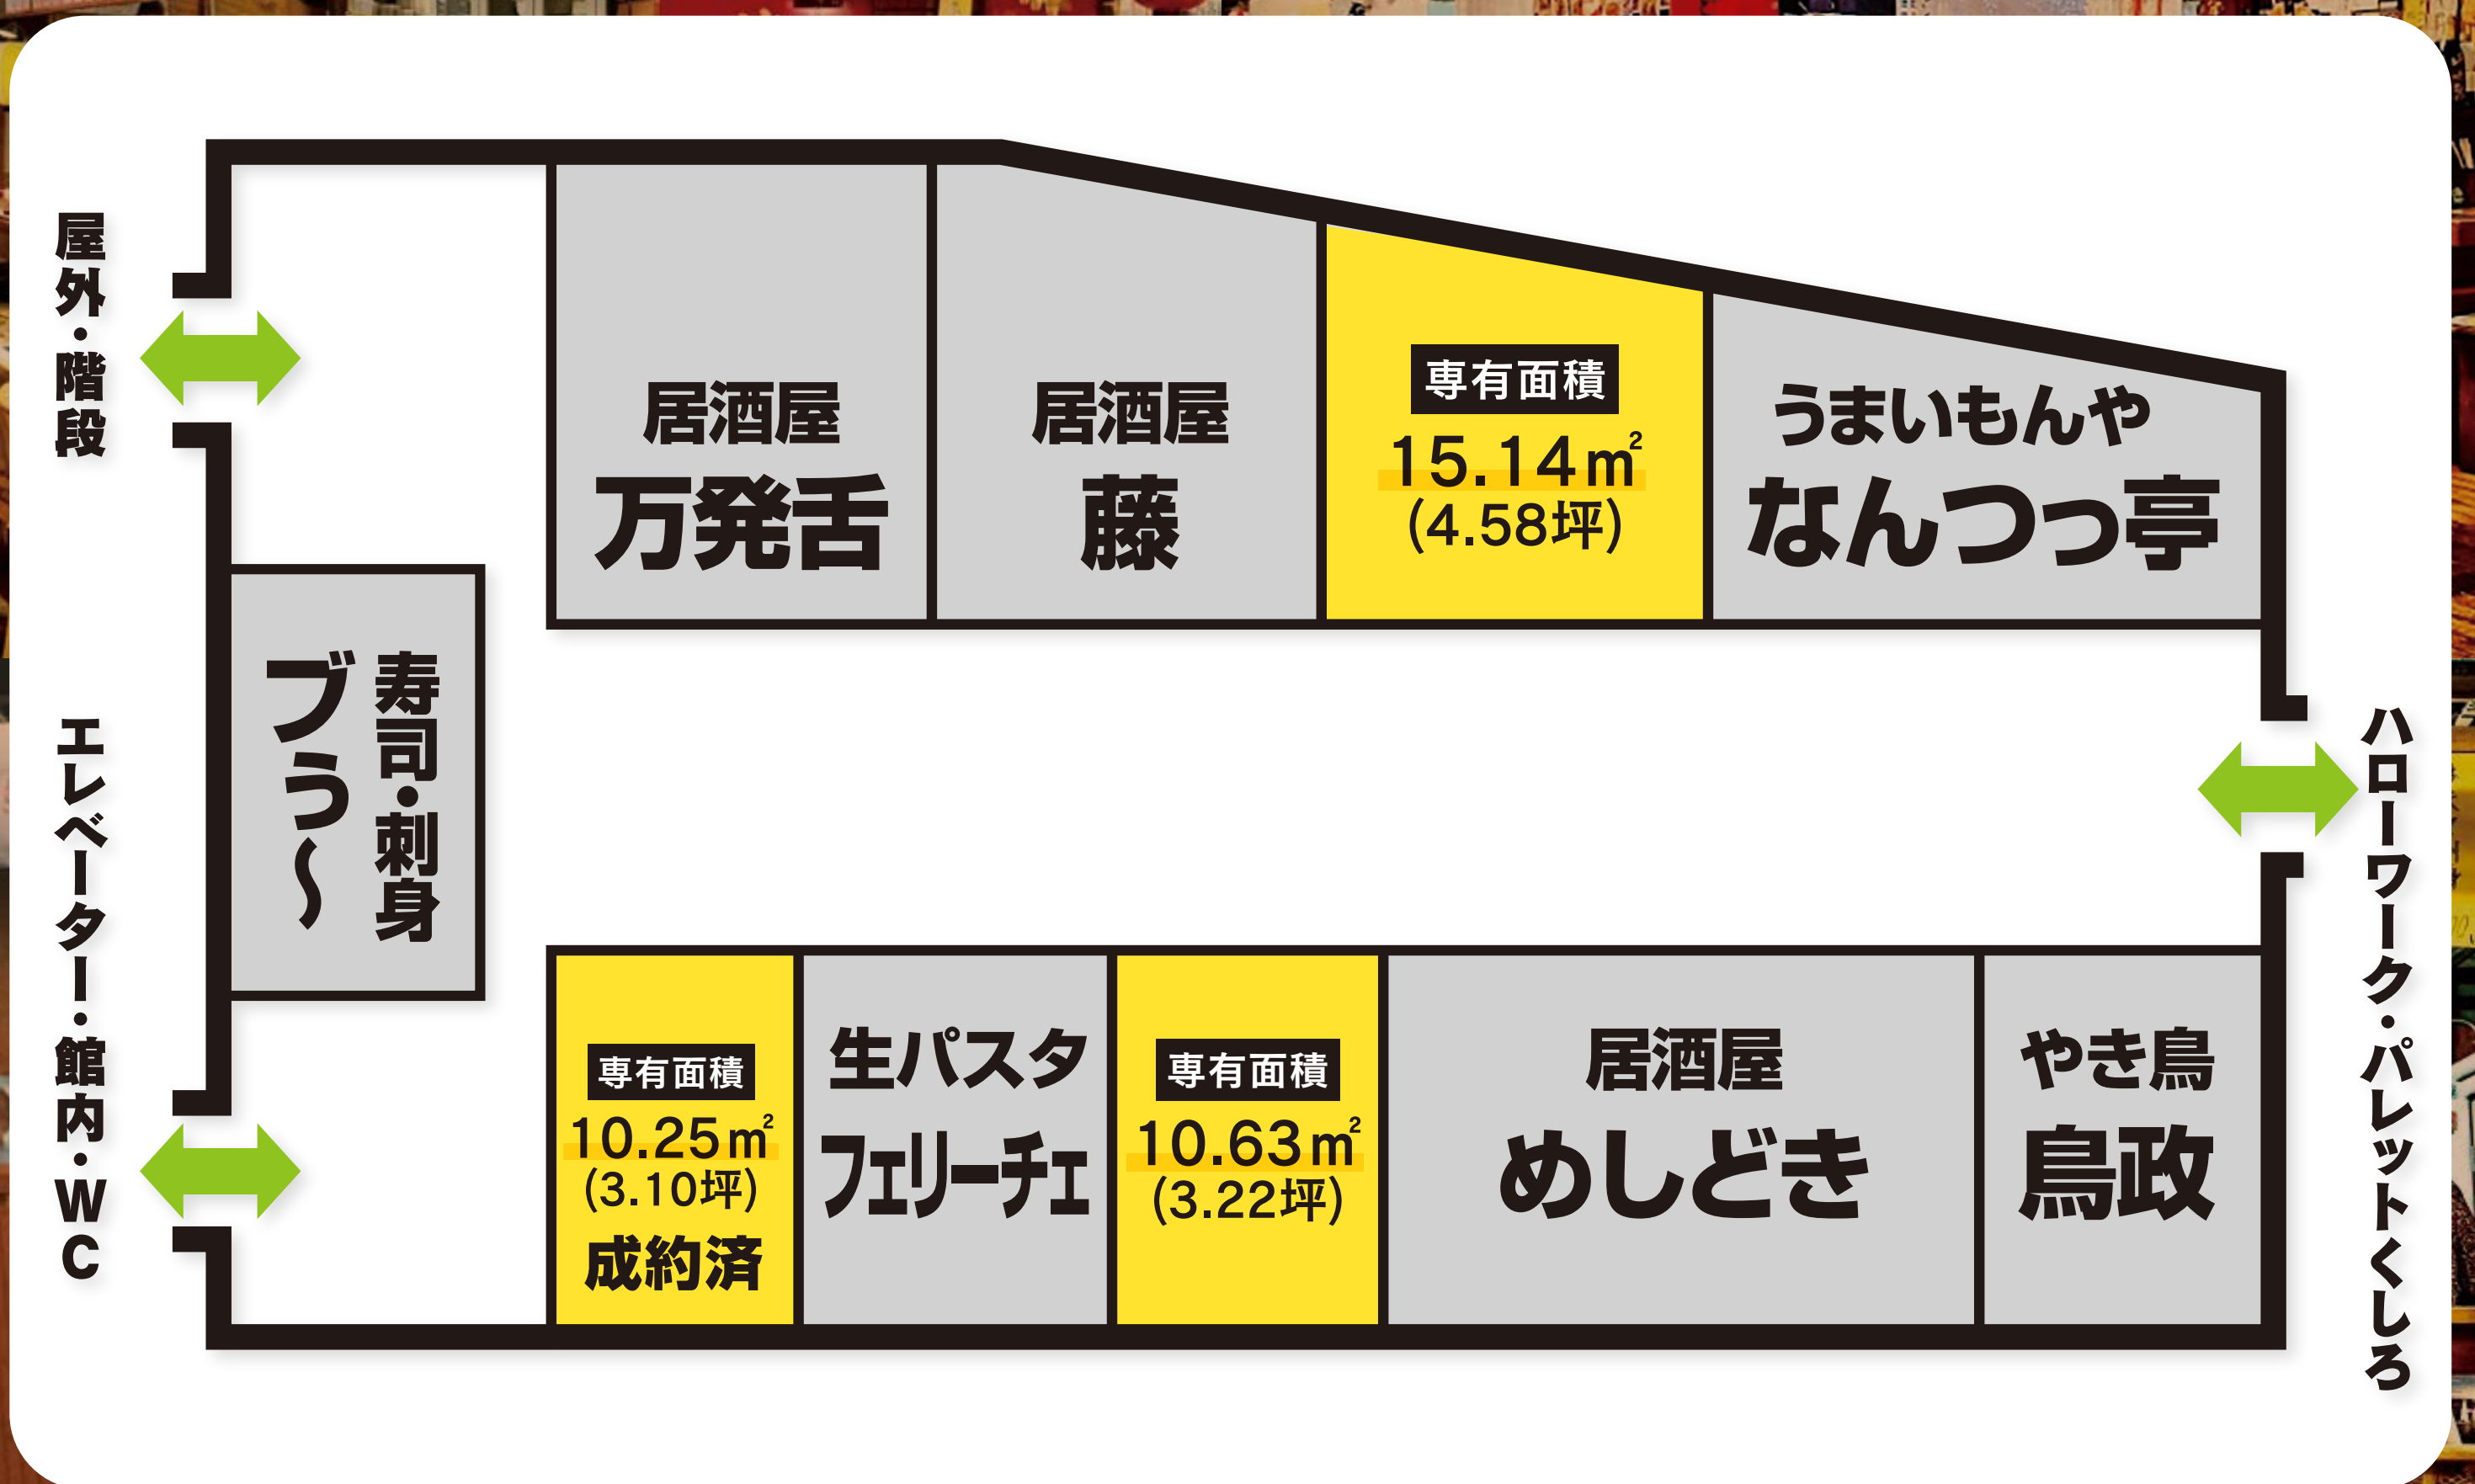 屋外・階段
エレベーター・館内・WC
寿司・刺身
ブぅ～
居酒屋
万発舌
居酒屋
藤
専有面積
15.14㎡
(4.58坪)
うまいもんや
なんつっ亭
専有面積
10.25㎡
(3.10坪)
成約済
生パスタ
フェリーチェ
専有面積
10.63㎡
(3.22坪)
居酒屋
めしどき
やき鳥
鳥政
ハローワーク・パレットくしろ